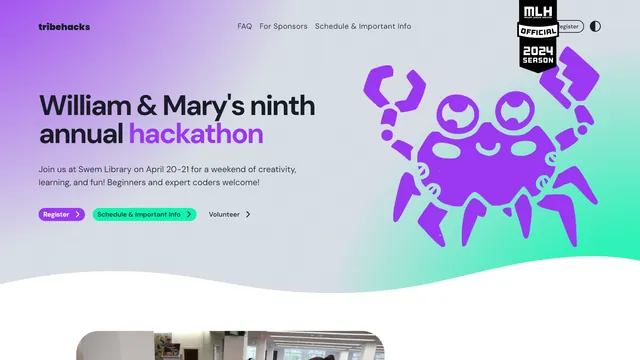 tribehacks
FAQ For Sponsors Schedule & Important Info
MLH
OFFICIAL
2024
SEASON
William & Mary's ninth
annual hackathon
Join us at Swem Library on April 20-21 for a weekend of creativity,
learning, and fun! Beginners and expert coders welcome!
Register Schedule & Important Info Volunteer